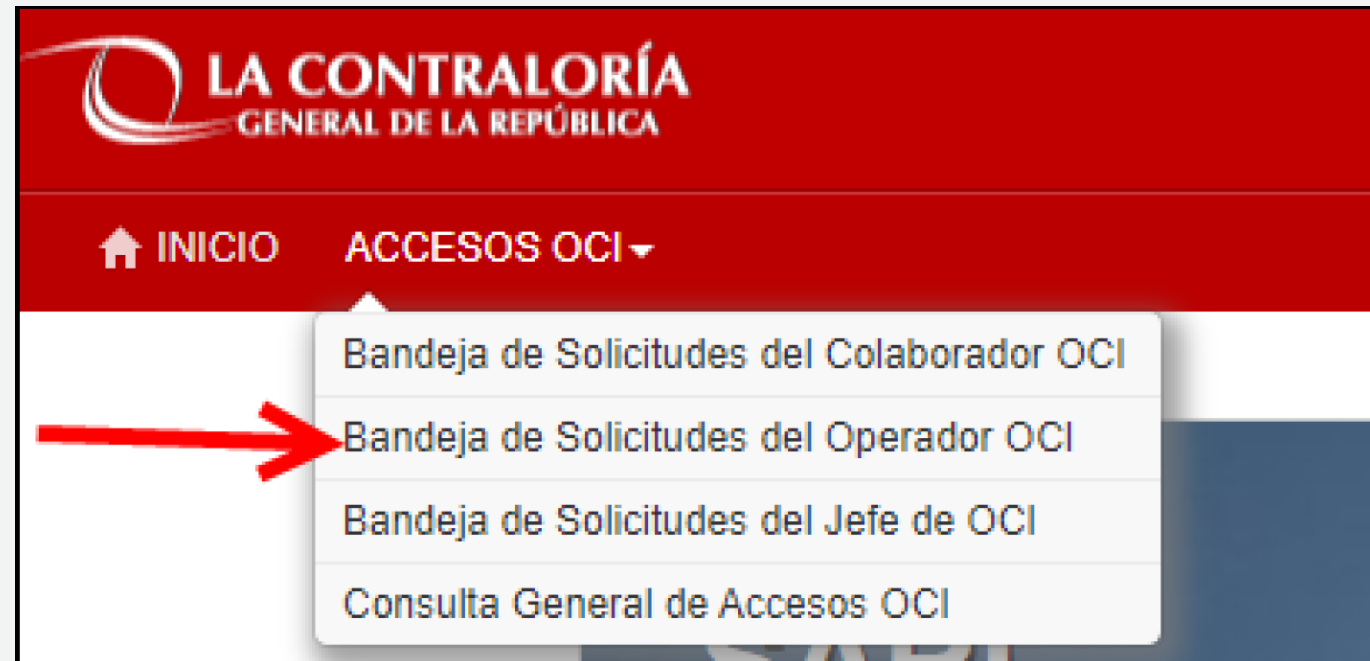 LA CONTRALORÍA
GENERAL DE LA REPÚBLICA
INICIO ACCESOS OCI
Bandeja de Solicitudes del Colaborador OCI
Bandeja de Solicitudes del Operador OCI
Bandeja de Solicitudes del Jefe de OCI
Consulta General de Accesos OCI